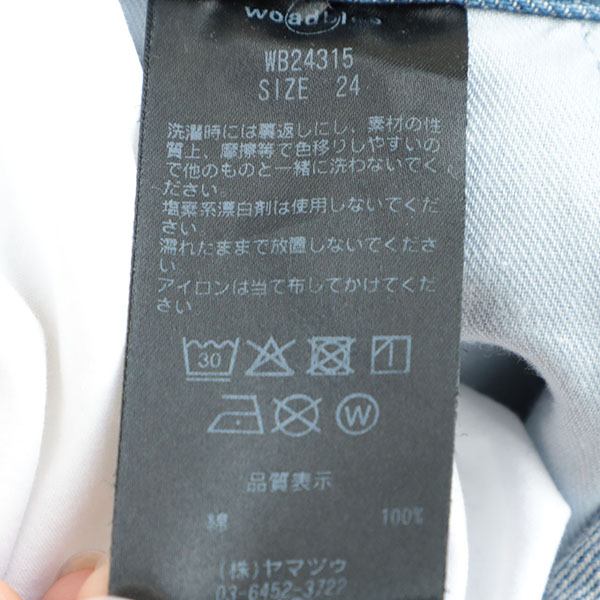 WB24315
SIZE 24
洗濯時には裏返しにし、素材の性
質上、摩擦等で色移りしやすいの
で他のものと一緒に洗わないでく
ださい。
塩素系漂白剤は使用しないでくだ
さい
濡れたままで放置しないでくださ
い
アイロンは当て布してかけてくだ
さい
30
W
品質表示
綿 100%
(株)ヤマツゥ
03-6452-3722